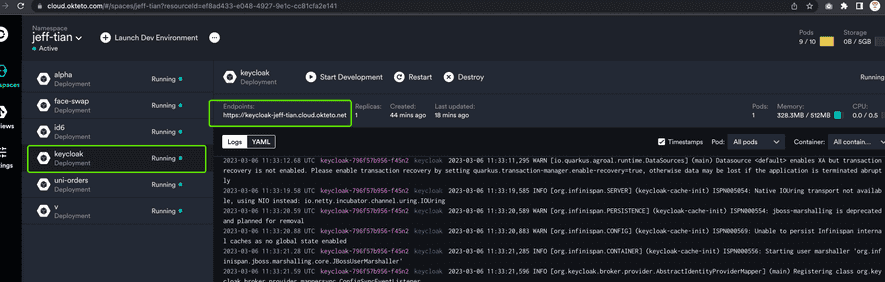 cloud.okteto.com/#/spaces/jeff-tian?resourceId=ef8ad433-e048-4927-9e1c-cc81cfa2e141
Namespace
jeff-tian
Active
Launch Dev Environment
Pods
9 / 10
Storage
0B / 5GB
alpha
Deployment
Running
face-swap
Deployment
Running
id6
Deployment
Running
keycloak
Deployment
Running
uni-orders
Deployment
Running
v
Deployment
Running
keycloak
Deployment
Start Development
Restart
Destroy
Running
Endpoints:
https://keycloak-jeff-tian.cloud.okteto.net
Replicas:
1
Created:
44 mins ago
Last updated:
18 mins ago
Pods:
1
Memory:
328.3MB / 512MB
CPU:
0.0 / 0.5
Logs
YAML
Timestamps
Pod:
All pods
Container:
All contain...
2023-03-06 11:33:12.68 UTC keycloak-796f57b956-f45n2 keycloak 2023-03-06 11:33:11,295 WARN [io.quarkus.agroal.runtime.DataSources] (main) Datasource <default> enables XA but transaction
recovery is not enabled. Please enable transaction recovery by setting quarkus.transaction-manager.enable-recovery=true, otherwise data may be lost if the application is terminated abrupt
ly
2023-03-06 11:33:19.58 UTC keycloak-796f57b956-f45n2 keycloak 2023-03-06 11:33:19,585 INFO [org.infinispan.SERVER] (keycloak-cache-init) ISPN005054: Native IOUring transport not availab
le, using NIO instead: io.netty.incubator.channel.uring.IOUring
2023-03-06 11:33:20.59 UTC keycloak-796f57b956-f45n2 keycloak 2023-03-06 11:33:20,589 WARN [org.infinispan.PERSISTENCE] (keycloak-cache-init) ISPN000554: jboss-marshalling is deprecated
and planned for removal
2023-03-06 11:33:20.88 UTC keycloak-796f57b956-f45n2 keycloak 2023-03-06 11:33:20,883 WARN [org.infinispan.CONFIG] (keycloak-cache-init) ISPN000569: Unable to persist Infinispan intern
al caches as no global state enabled
2023-03-06 11:33:21.28 UTC keycloak-796f57b956-f45n2 keycloak 2023-03-06 11:33:21,285 INFO [org.infinispan.CONTAINER] (keycloak-cache-init) ISPN000556: Starting user marshaller 'org.inf
inispan.jboss.marshalling.core.JBossUserMarshaller'
2023-03-06 11:33:21.59 UTC keycloak-796f57b956-f45n2 keycloak 2023-03-06 11:33:21,596 INFO [org.keycloak.broker.provider.AbstractIdentityProviderMapper] (main) Registering class org.key
cloak.broker.provider.mappersync.ConfigSyncEventListener